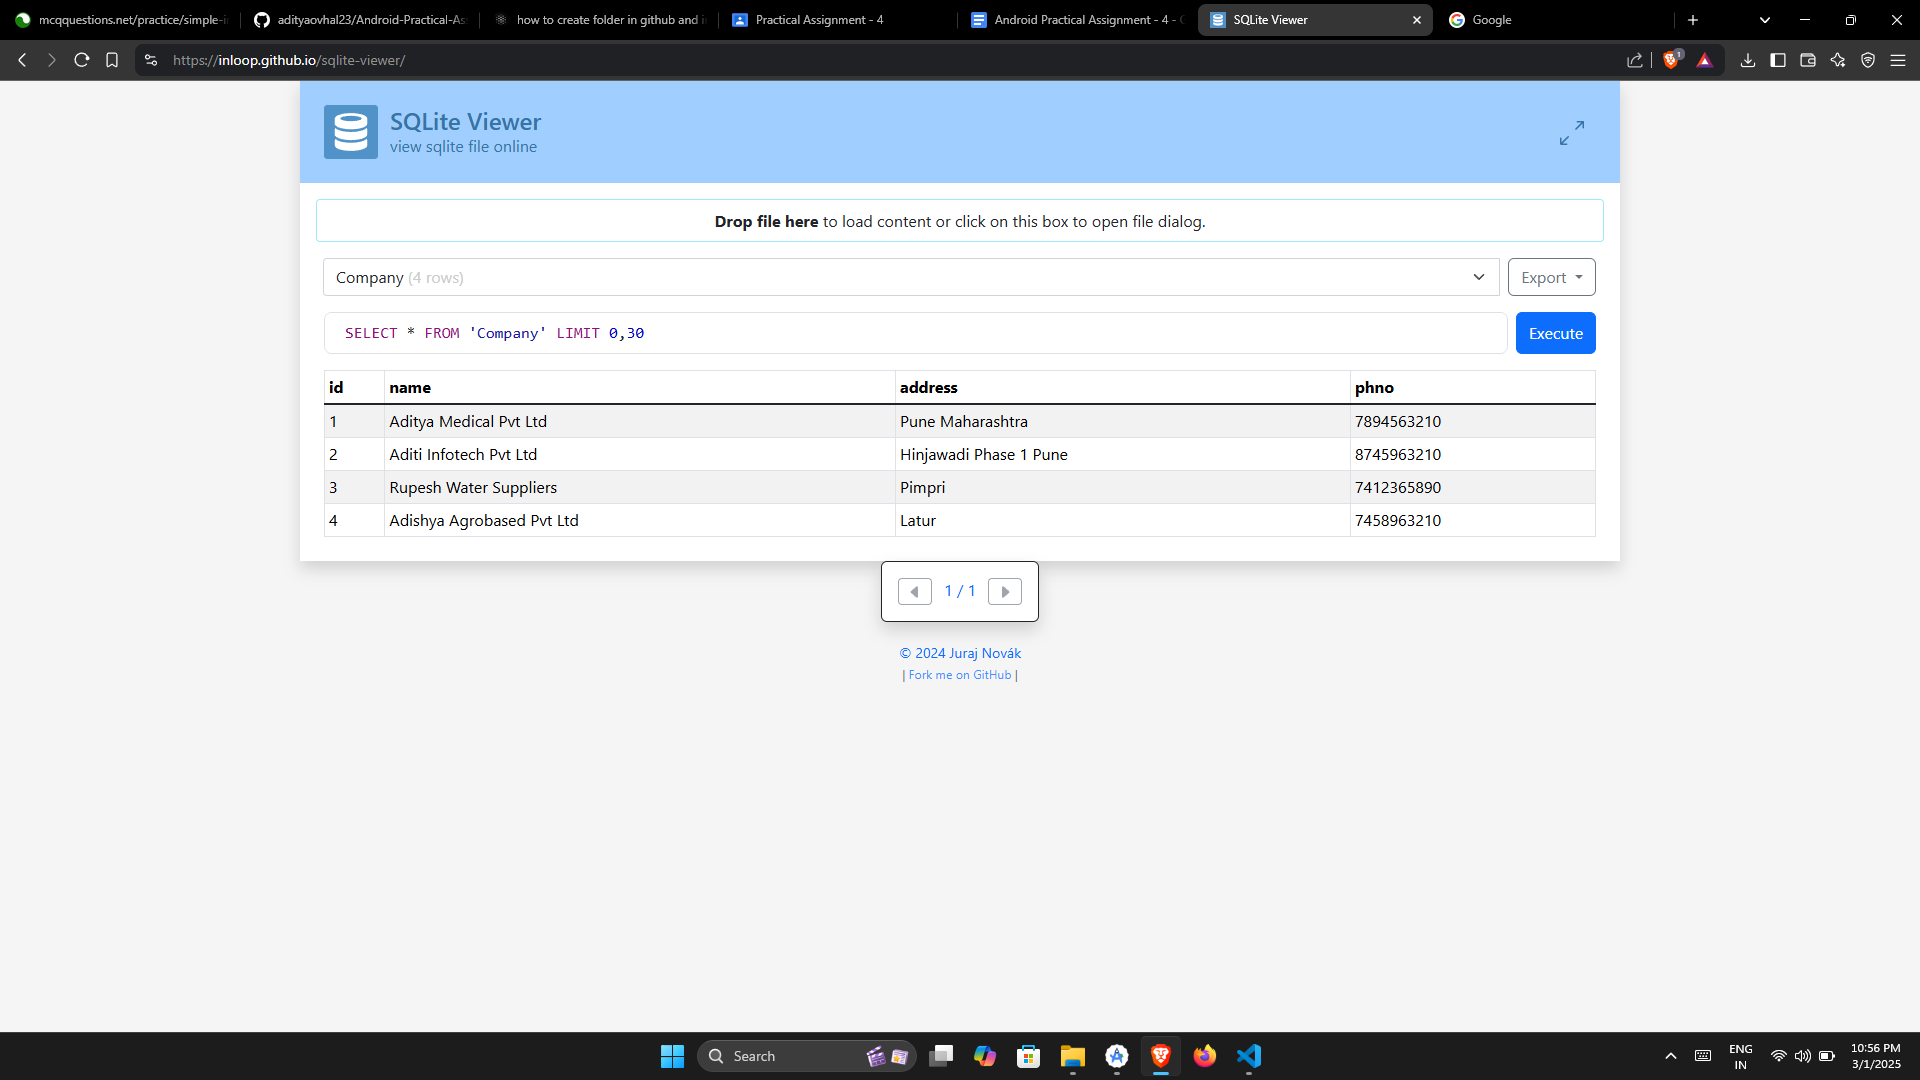 mcqquestions.net/practice/simple-i
adityaovhal23/Android-Practical-As
how to create folder in github and i
Practical Assignment - 4
Android Practical Assignment - 4 -
SQLite Viewer
Google
https://inloop.github.io/sqlite-viewer/
1
SQLite Viewer
view sqlite file online
Drop file here to load content or click on this box to open file dialog.
Company (4 rows)
Export
SELECT * FROM 'Company' LIMIT 0,30
Execute
id name address phno
1 Aditya Medical Pvt Ltd Pune Maharashtra 7894563210
2 Aditi Infotech Pvt Ltd Hinjawadi Phase 1 Pune 8745963210
3 Rupesh Water Suppliers Pimpri 7412365890
4 Adishya Agrobased Pvt Ltd Latur 7458963210
1 / 1
© 2024 Juraj Novák
| Fork me on GitHub |
Search
ENG
IN
10:56 PM
3/1/2025